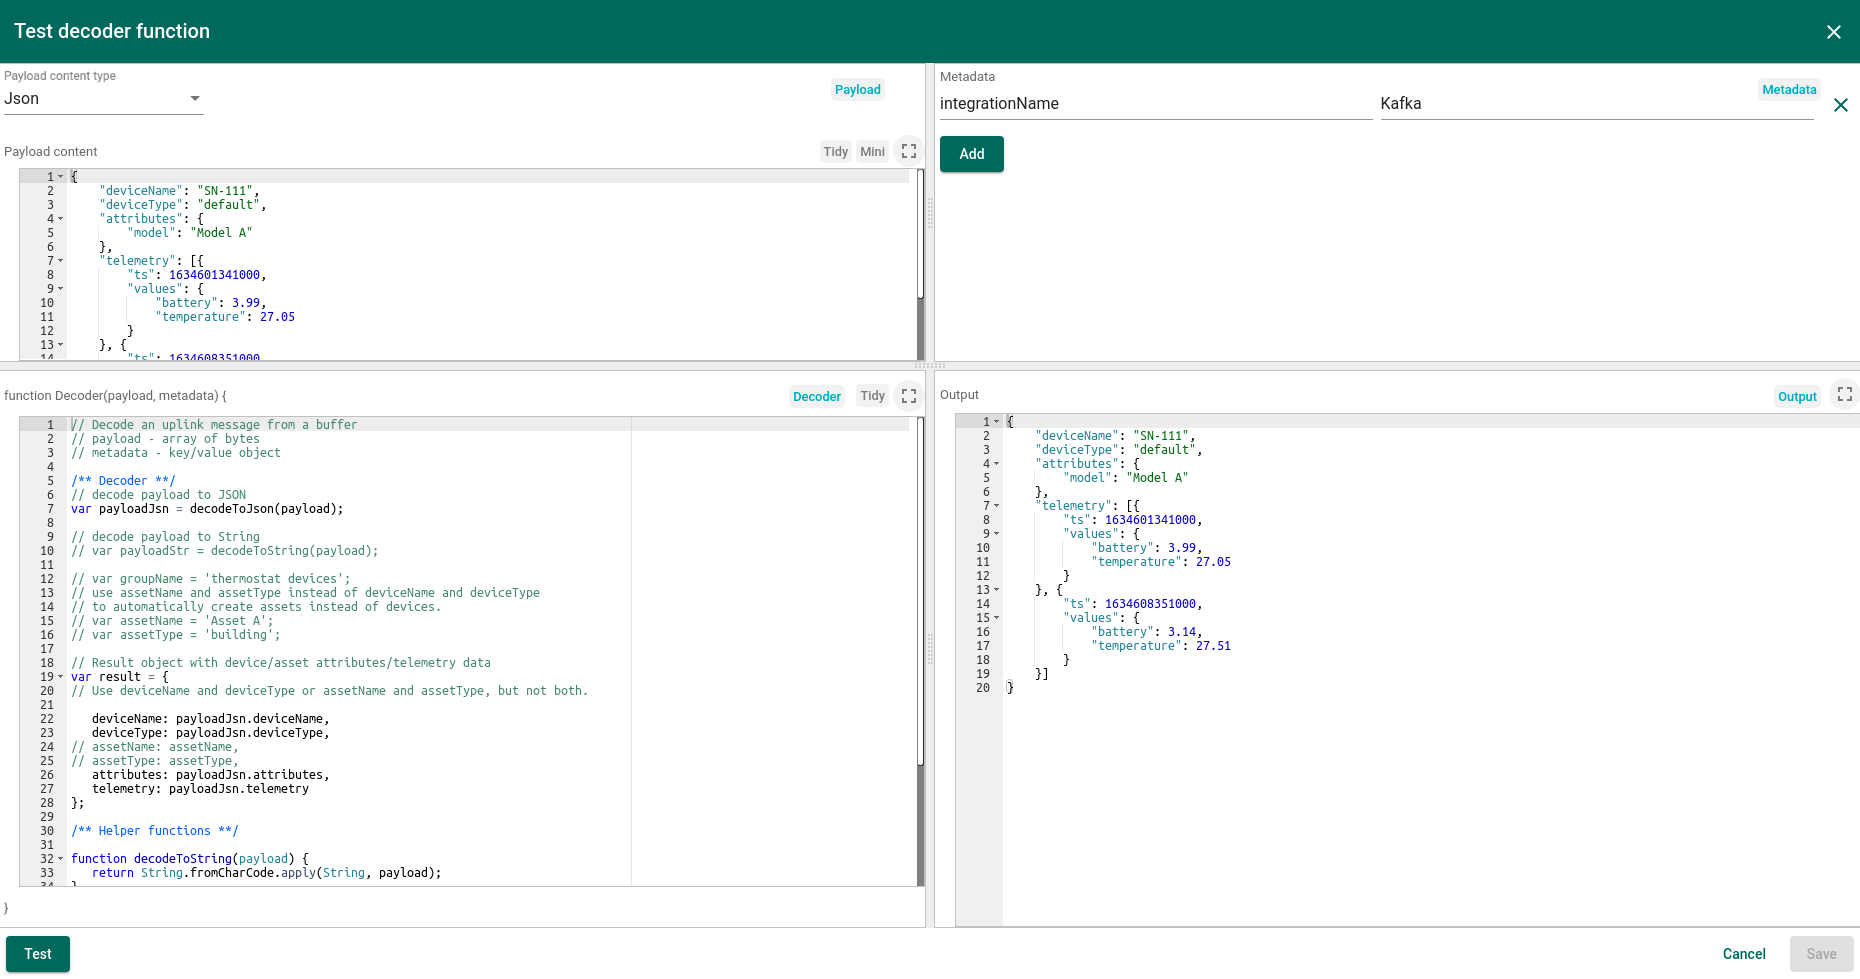 Test decoder function
Payload content type
Json
Payload
Payload content
Tidy
Mini
1 {
2     "deviceName": "SN-111",
3     "deviceType": "default",
4     "attributes": {
5         "model": "Model A"
6     },
7     "telemetry": [{
8         "ts": 1634601341000,
9         "values": {
10             "battery": 3.99,
11             "temperature": 27.05
12         }
13     }, {
14         "ts": 1634608351000
Metadata
Metadata
integrationName
Kafka
Add
function Decoder(payload, metadata) {
Decoder
Tidy
1 // Decode an uplink message from a buffer
2 // payload - array of bytes
3 // metadata - key/value object
4
5 /** Decoder **/
6 // decode payload to JSON
7 var payloadJsn = decodeToJson(payload);
8
9 // decode payload to String
10 // var payloadStr = decodeToString(payload);
11
12 // var groupName = 'thermostat devices';
13 // use assetName and assetType instead of deviceName and deviceType
14 // to automatically create assets instead of devices.
15 // var assetName = 'Asset A';
16 // var assetType = 'building';
17
18 // Result object with device/asset attributes/telemetry data
19 var result = {
20 // Use deviceName and deviceType or assetName and assetType, but not both.
21
22    deviceName: payloadJsn.deviceName,
23    deviceType: payloadJsn.deviceType,
24 // assetName: assetName,
25 // assetType: assetType,
26    attributes: payloadJsn.attributes,
27    telemetry: payloadJsn.telemetry
28 };
29
30 /** Helper functions **/
31
32 function decodeToString(payload) {
33    return String.fromCharCode.apply(String, payload);
34 }
}
Output
Output
1 {
2     "deviceName": "SN-111",
3     "deviceType": "default",
4     "attributes": {
5         "model": "Model A"
6     },
7     "telemetry": [{
8         "ts": 1634601341000,
9         "values": {
10             "battery": 3.99,
11             "temperature": 27.05
12         }
13     }, {
14         "ts": 1634608351000,
15         "values": {
16             "battery": 3.14,
17             "temperature": 27.51
18         }
19     }]
20 }
Test
Cancel
Save